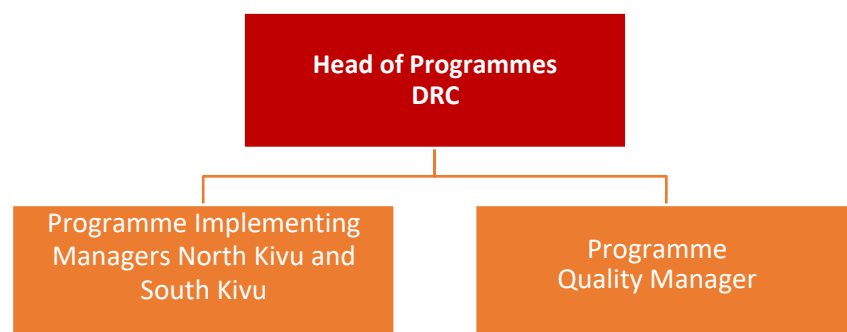 Head of Programmes
DRC
Programme Implementing
Managers North Kivu and
South Kivu
Programme
Quality Manager